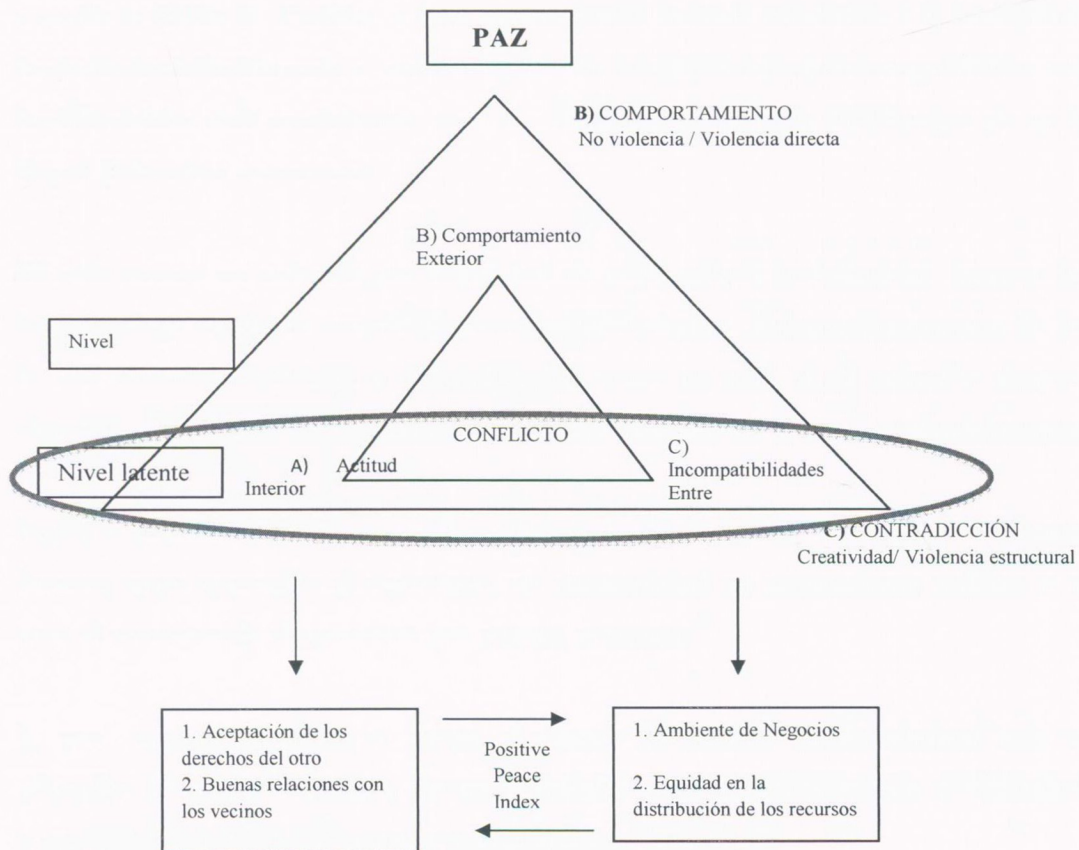 PAZ
B) COMPORTAMIENTO
No violencia / Violencia directa
B) Comportamiento
Exterior
Nivel
CONFLICTO
Nivel latente
A) Actitud
Interior
C)
Incompatibilidades
Entre
C) CONTRADICCIÓN
Creatividad/ Violencia estructural
1. Aceptación de los
derechos del otro
2. Buenas relaciones con
los vecinos
Positive
Peace
Index
1. Ambiente de Negocios
2. Equidad en la
distribución de los recursos